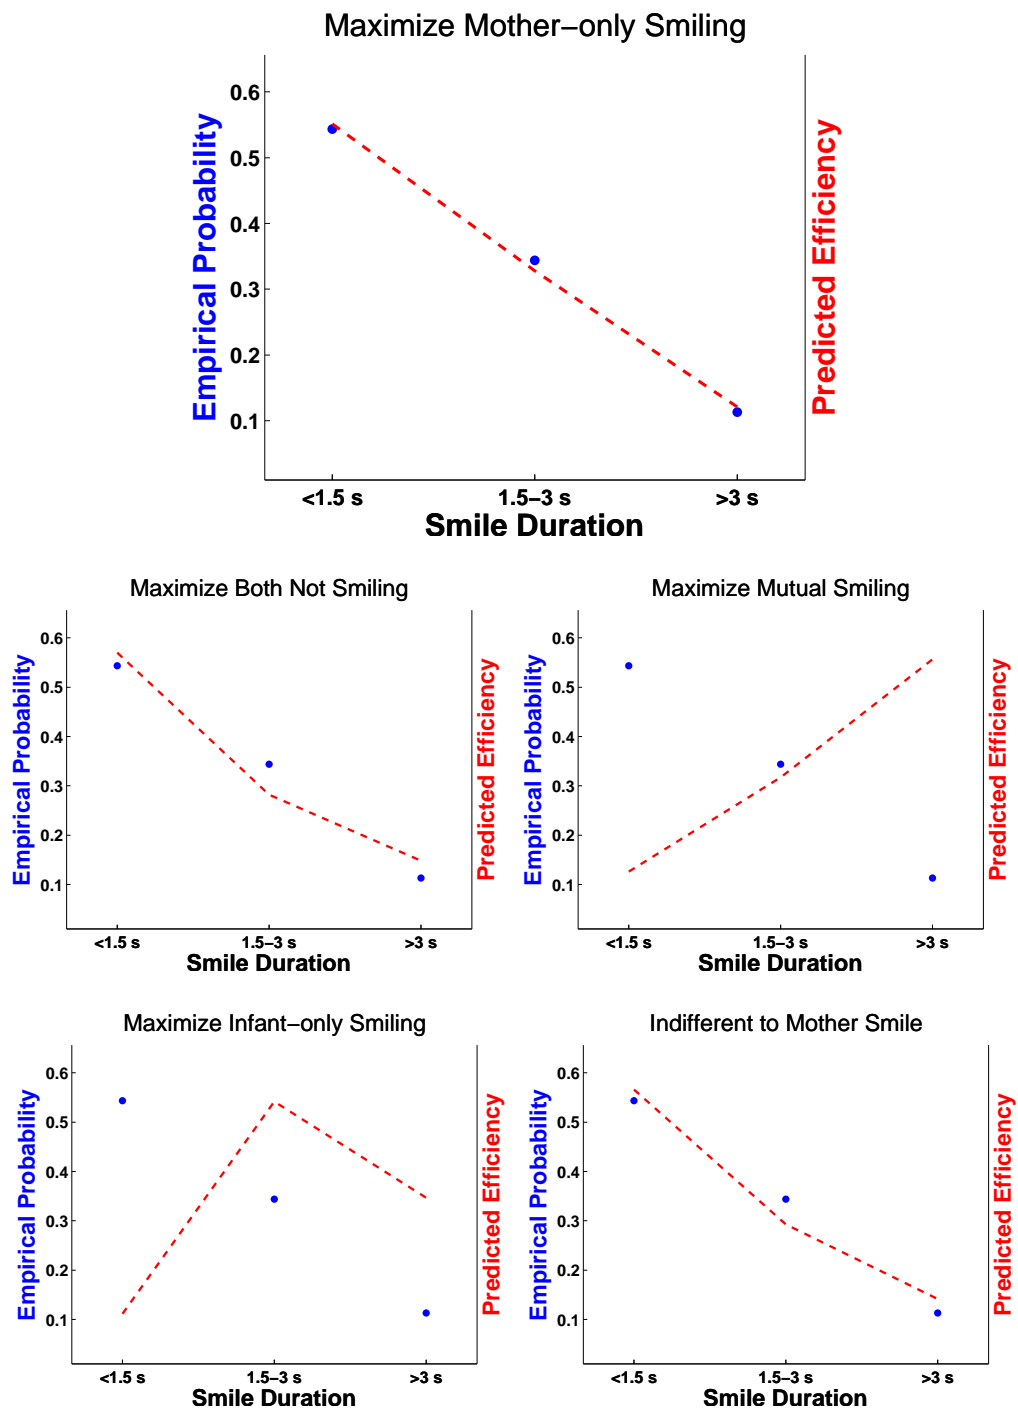 Maximize Mother−only Smiling
Empirical Probability
0.6
0.5
0.4
0.3
0.2
0.1
Predicted Efficiency
<1.5 s 1.5−3 s >3 s
Smile Duration
Maximize Both Not Smiling
Empirical Probability
0.6
0.5
0.4
0.3
0.2
0.1
Predicted Efficiency
<1.5 s 1.5−3 s >3 s
Smile Duration
Maximize Mutual Smiling
Empirical Probability
0.6
0.5
0.4
0.3
0.2
0.1
Predicted Efficiency
<1.5 s 1.5−3 s >3 s
Smile Duration
Maximize Infant−only Smiling
Empirical Probability
0.6
0.5
0.4
0.3
0.2
0.1
Predicted Efficiency
<1.5 s 1.5−3 s >3 s
Smile Duration
Indifferent to Mother Smile
Empirical Probability
0.6
0.5
0.4
0.3
0.2
0.1
Predicted Efficiency
<1.5 s 1.5−3 s >3 s
Smile Duration